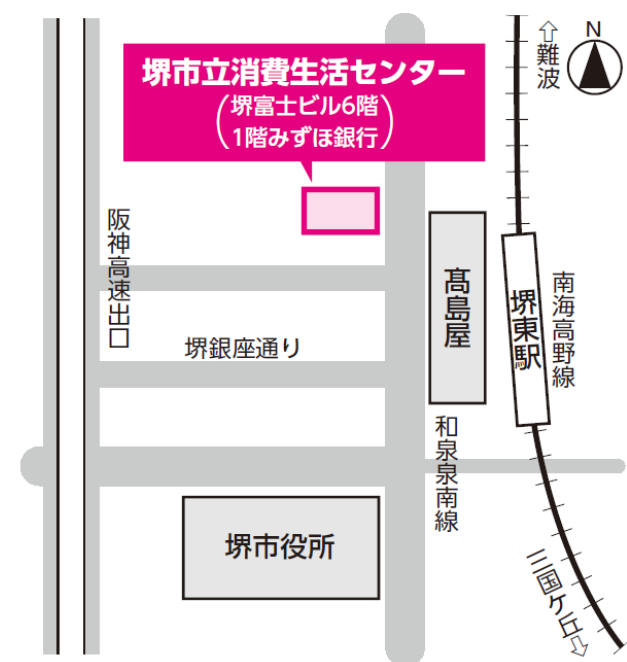 堺市立消費生活センター
(堺富士ビル6階
1階みずほ銀行)
⇧難波
N
阪神高速出口
髙島屋
堺東駅
南海高野線
堺銀座通り
和泉泉南線
堺市役所
三国ケ丘⇩